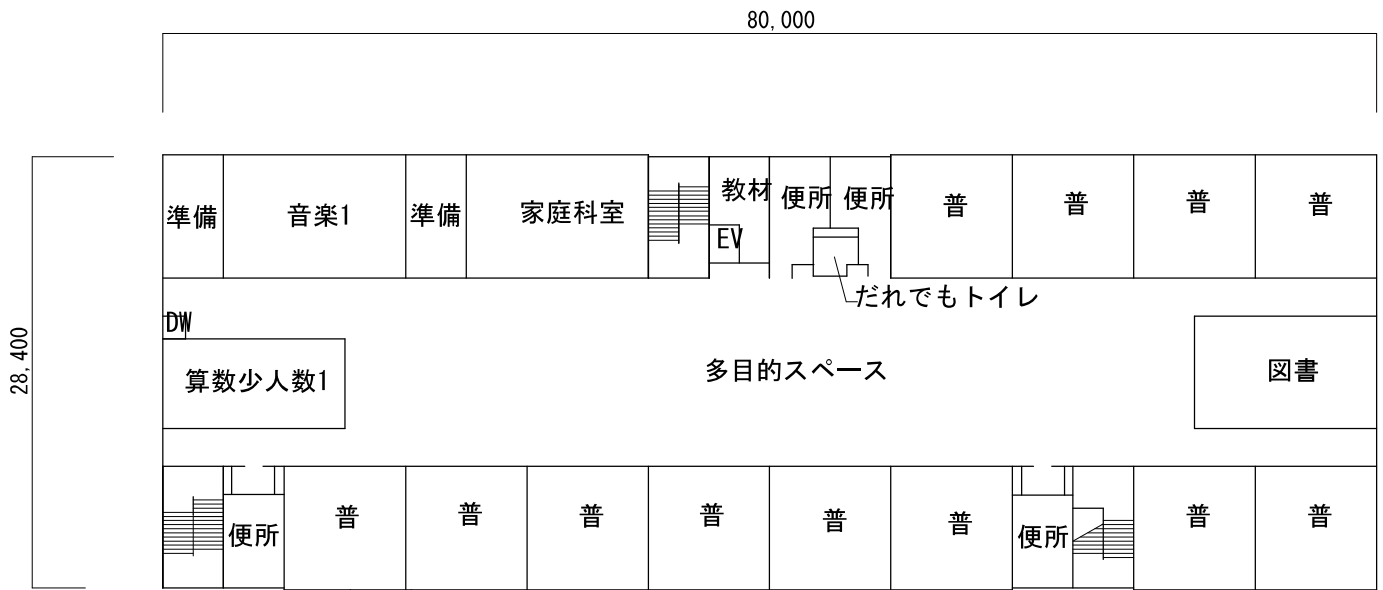 80,000
28,400
準備
音楽1
準備
家庭科室
教材
EV
便所
便所
普
普
普
普
だれでもトイレ
DW
算数少人数1
多目的スペース
図書
便所
普
普
普
普
普
普
便所
普
普